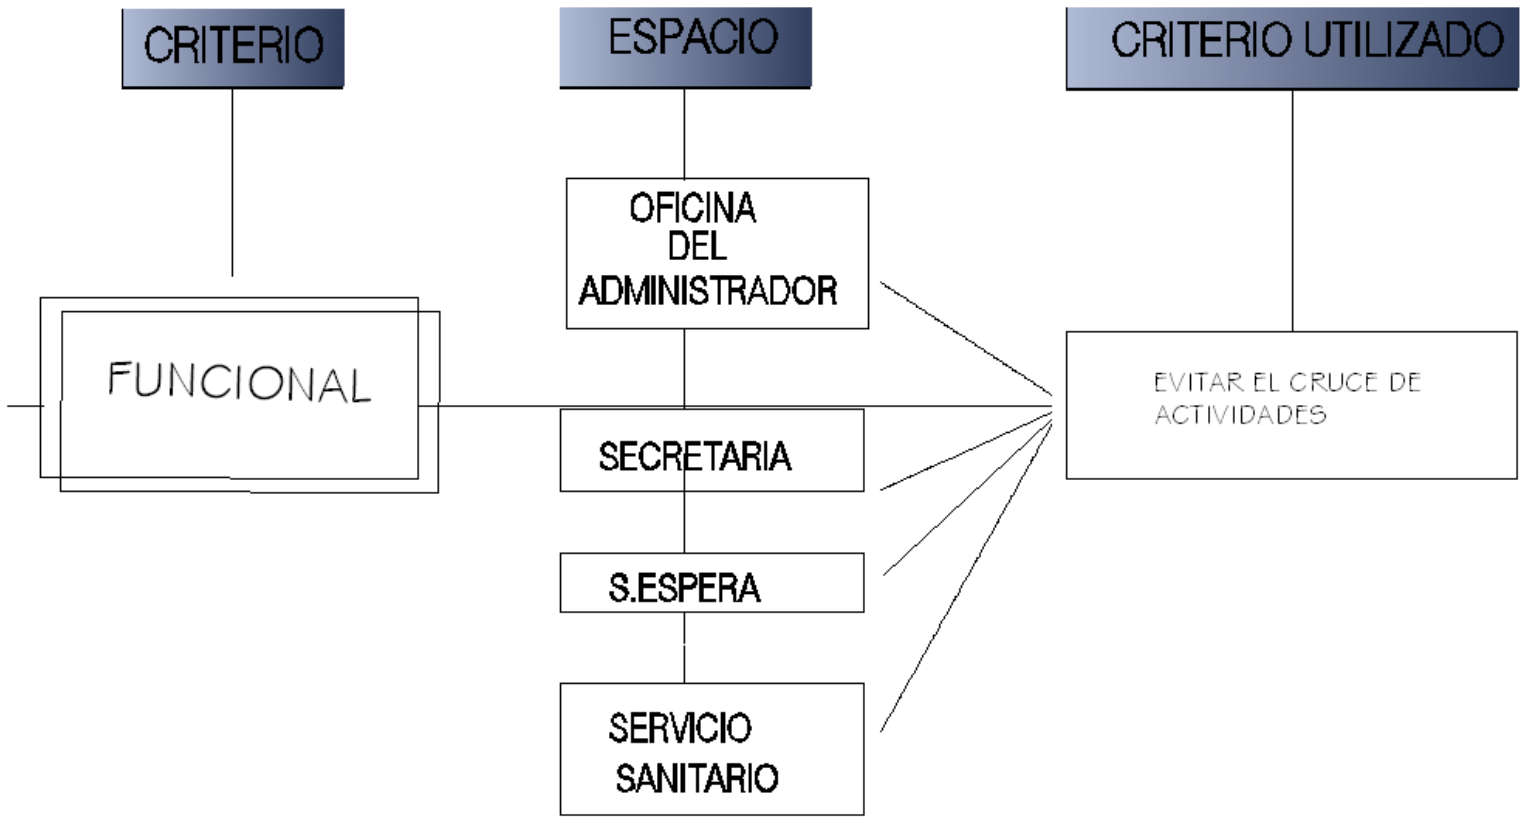 CRITERIO
ESPACIO
CRITERIO UTILIZADO
OFICINA
DEL
ADMINISTRADOR
FUNCIONAL
EVITAR EL CRUCE DE
ACTIVIDADES
SECRETARIA
S.ESPERA
SERVICIO
SANITARIO